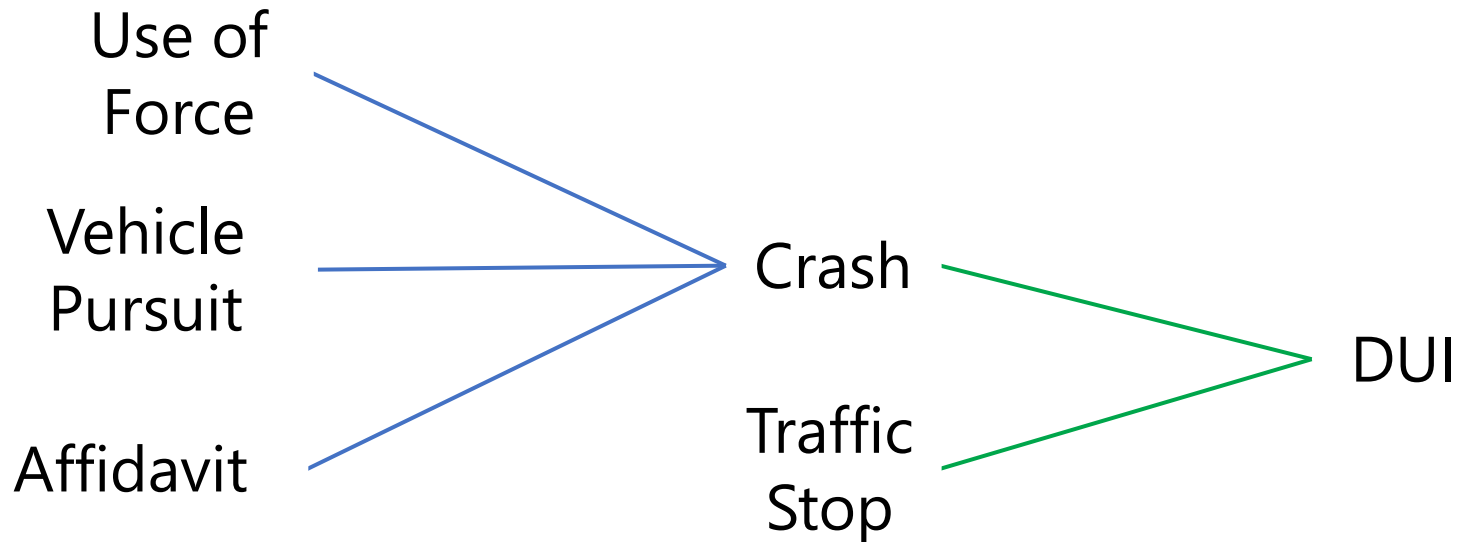 Use of
Force
Vehicle
Pursuit
Affidavit
Crash
Traffic
Stop
DUI